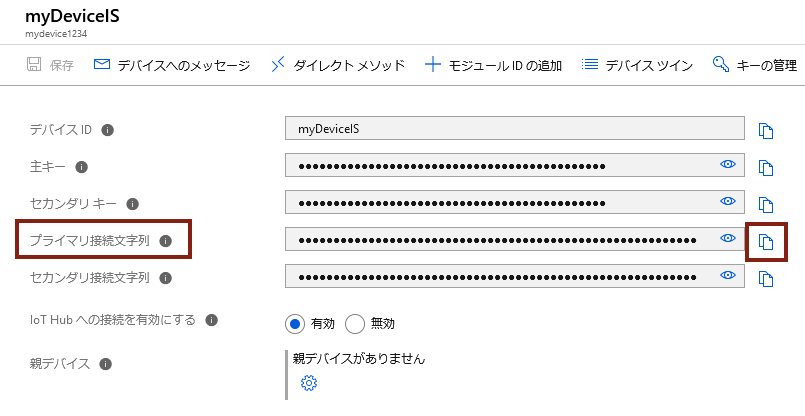 myDeviceIS
mydevice1234
保存 デバイスへのメッセージ ダイレクト メソッド モジュール ID の追加 デバイス ツイン キーの管理
デバイス ID myDeviceIS
主キー
セカンダリ キー
プライマリ接続文字列
セカンダリ接続文字列
IoT Hub への接続を有効にする 有効 無効
親デバイス 親デバイスがありません